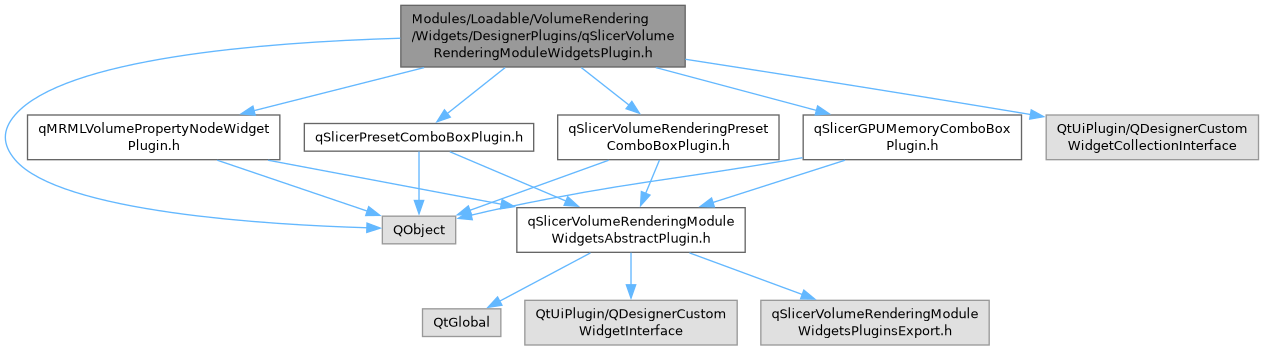 Modules/Loadable/VolumeRendering
/Widgets/DesignerPlugins/qSlicerVolume
RenderingModuleWidgetsPlugin.h
qMRMLVolumePropertyNodeWidget
Plugin.h
qSlicerPresetComboBoxPlugin.h
qSlicerVolumeRenderingPreset
ComboBoxPlugin.h
qSlicerGPUMemoryComboBox
Plugin.h
QtUiPlugin/QDesignerCustom
WidgetCollectionInterface
QObject
qSlicerVolumeRenderingModule
WidgetsAbstractPlugin.h
QtGlobal
QtUiPlugin/QDesignerCustom
WidgetInterface
qSlicerVolumeRenderingModule
WidgetsPluginsExport.h